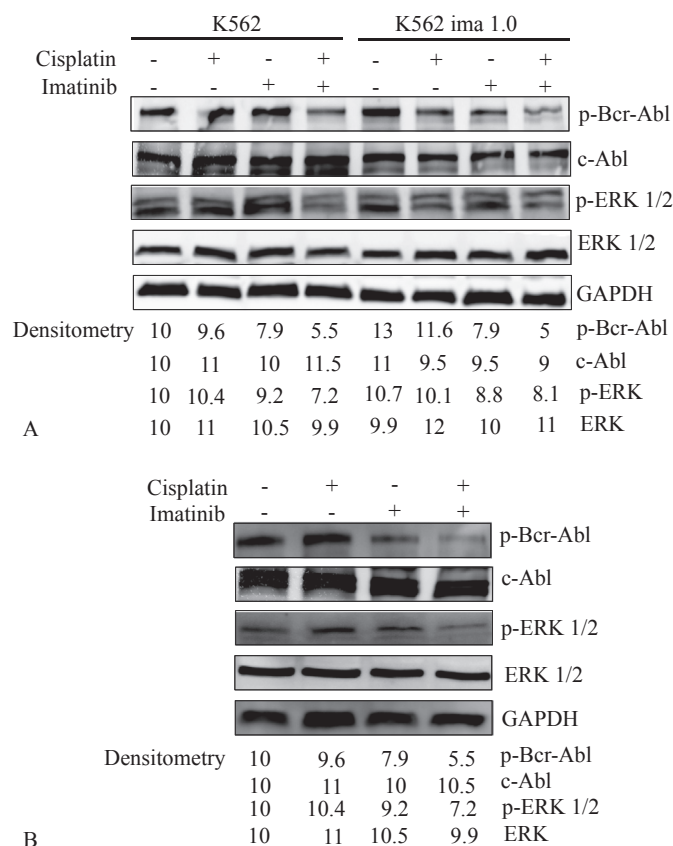 K562 K562 ima 1.0
Cisplatin - + - + - + - +
Imatinib - - + + - - + +
p-Bcr-Abl
c-Abl
p-ERK 1/2
ERK 1/2
GAPDH
Densitometry 10 9.6 7.9 5.5 13 11.6 7.9 5 p-Bcr-Abl
10 11 10 11.5 11 9.5 9.5 9 c-Abl
10 10.4 9.2 7.2 10.7 10.1 8.8 8.1 p-ERK
A 10 11 10.5 9.9 9.9 12 10 11 ERK
Cisplatin - + - +
Imatinib - - + +
p-Bcr-Abl
c-Abl
p-ERK 1/2
ERK 1/2
GAPDH
Densitometry 10 9.6 7.9 5.5 p-Bcr-Abl
10 11 10 10.5 c-Abl
10 10.4 9.2 7.2 p-ERK 1/2
B 10 11 10.5 9.9 ERK